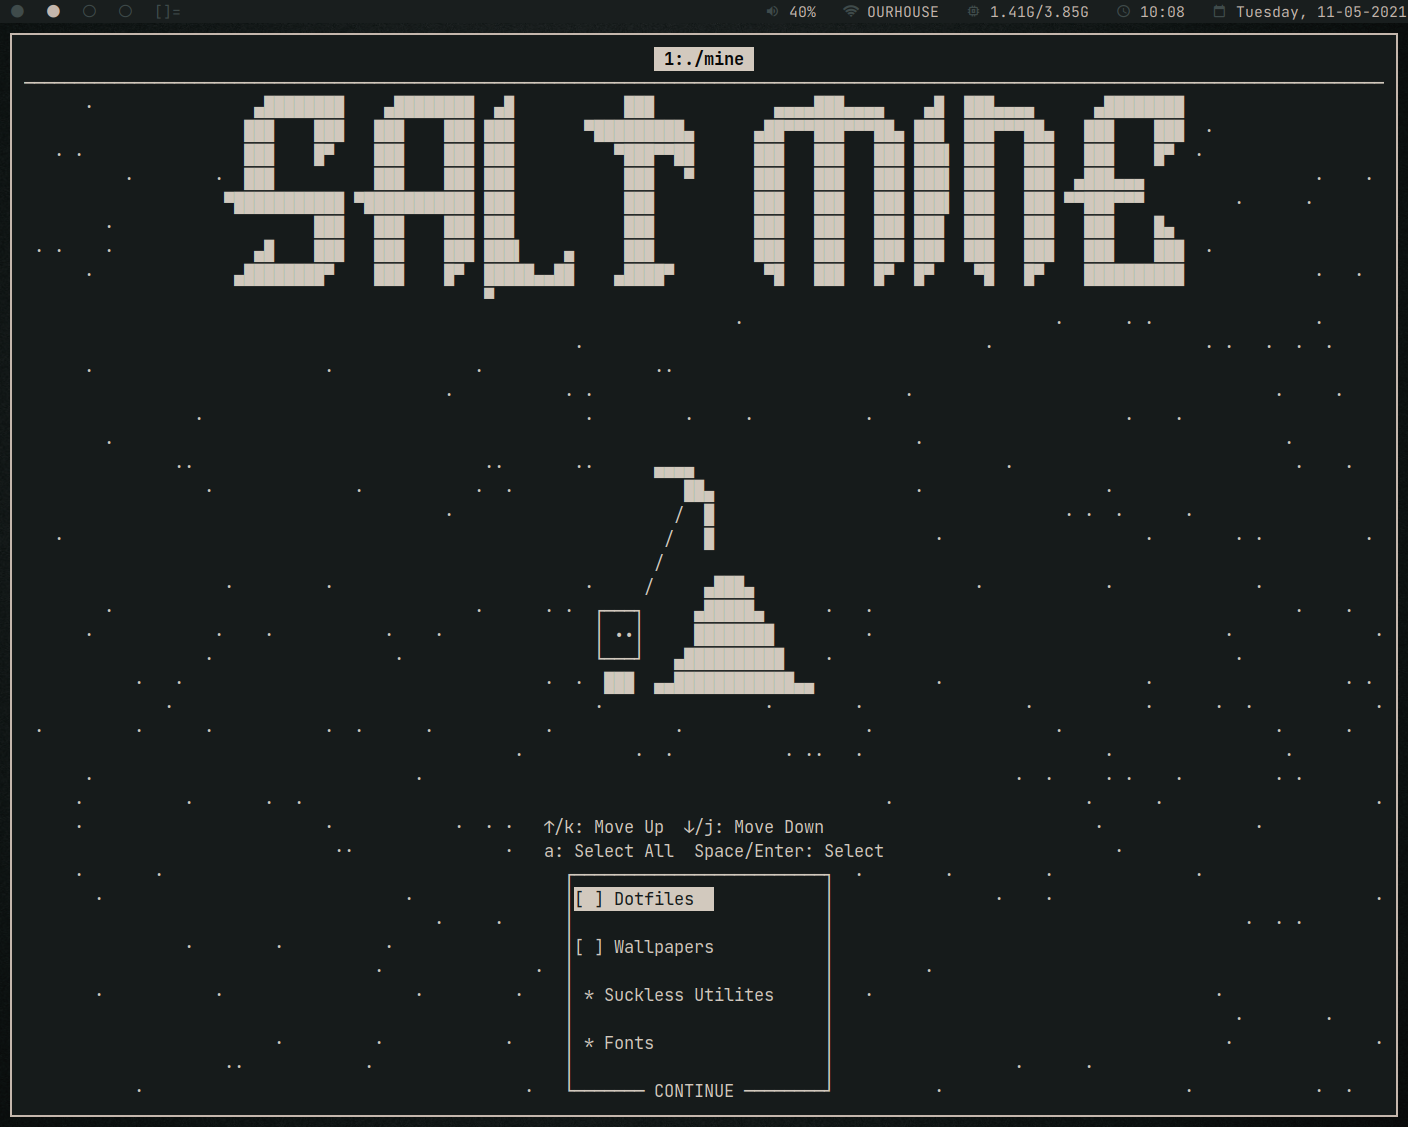 []= 40% OURHOUSE 1.41G/3.85G 10:08 Tuesday, 11-05-2021
1:./mine
SALT MINE
↑/k: Move Up ↓/j: Move Down
a: Select All Space/Enter: Select
[ ] Dotfiles
[ ] Wallpapers
* Suckless Utilites
* Fonts
CONTINUE